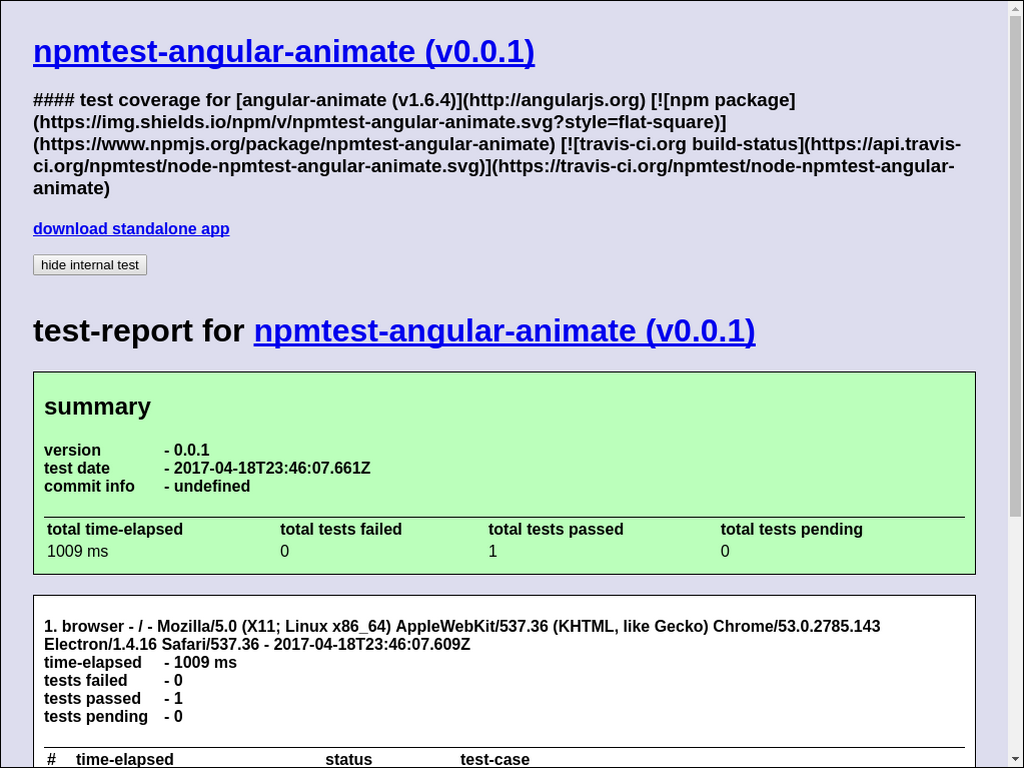 npmtest-angular-animate (v0.0.1)
#### test coverage for [angular-animate (v1.6.4)](http://angularjs.org) [![npm package]
(https://img.shields.io/npm/v/npmtest-angular-animate.svg?style=flat-square)]
(https://www.npmjs.org/package/npmtest-angular-animate) [![travis-ci.org build-status](https://api.travis-
ci.org/npmtest/node-npmtest-angular-animate.svg)](https://travis-ci.org/npmtest/node-npmtest-angular-
animate)
download standalone app
hide internal test
test-report for npmtest-angular-animate (v0.0.1)
summary
version - 0.0.1
test date - 2017-04-18T23:46:07.661Z
commit info - undefined
total time-elapsed total tests failed total tests passed total tests pending
1009 ms 0 1 0
1. browser - / - Mozilla/5.0 (X11; Linux x86_64) AppleWebKit/537.36 (KHTML, like Gecko) Chrome/53.0.2785.143
Electron/1.4.16 Safari/537.36 - 2017-04-18T23:46:07.609Z
time-elapsed - 1009 ms
tests failed - 0
tests passed - 1
tests pending - 0
# time-elapsed status test-case